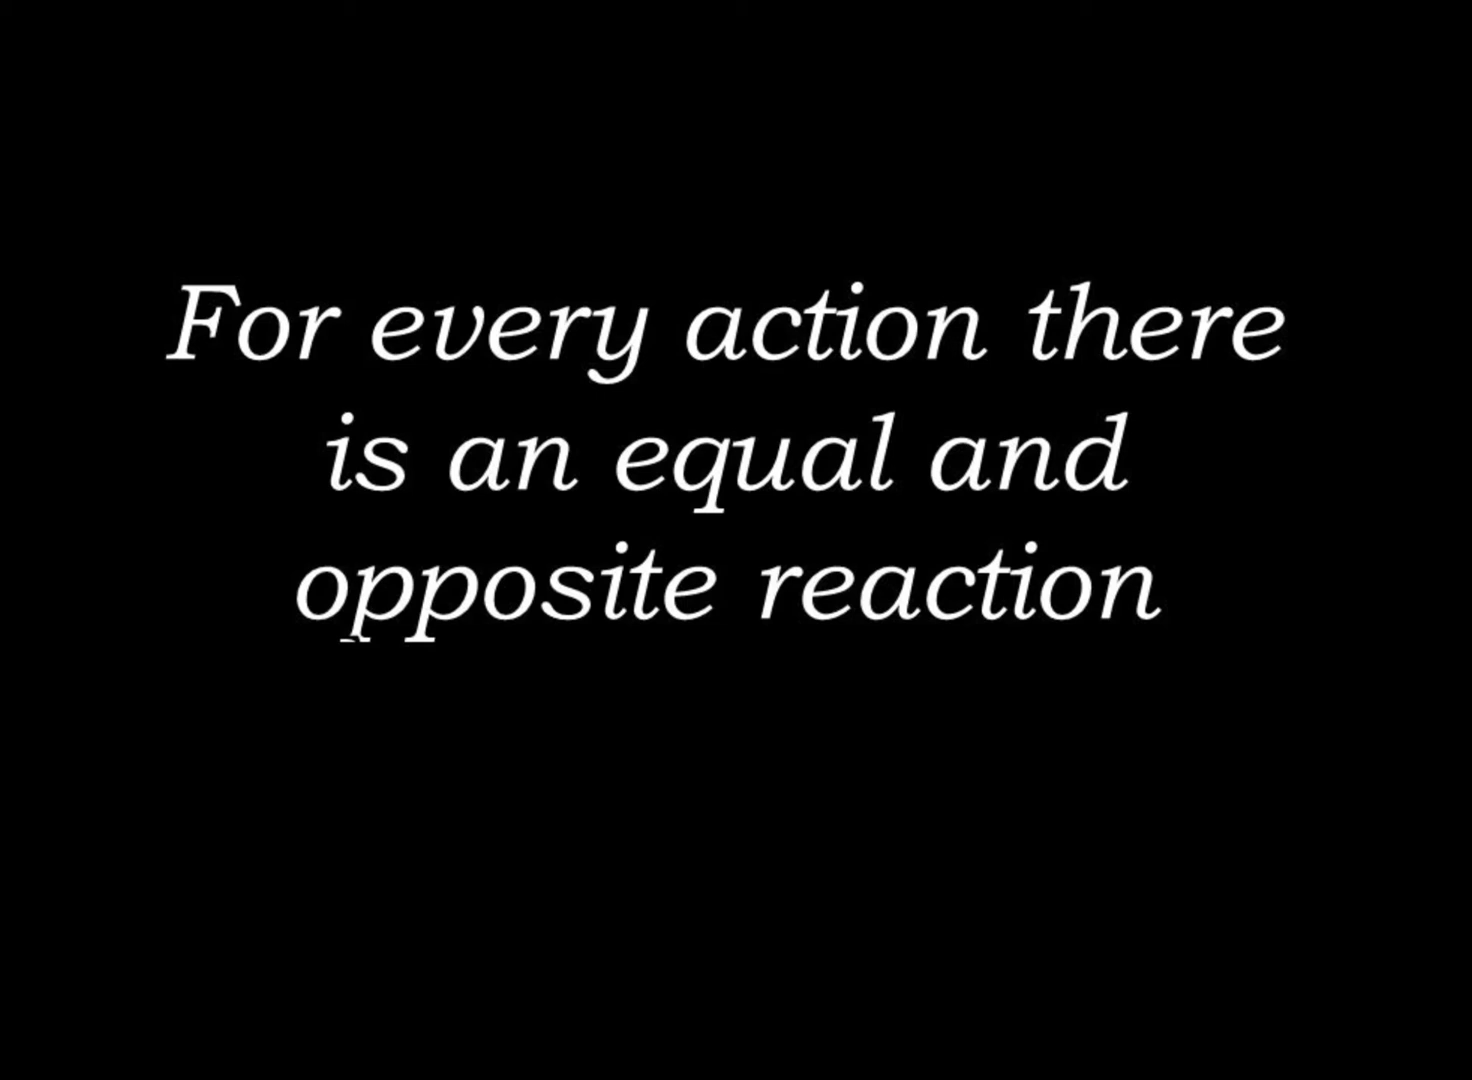 For every action there
is an equal and
opposite reaction